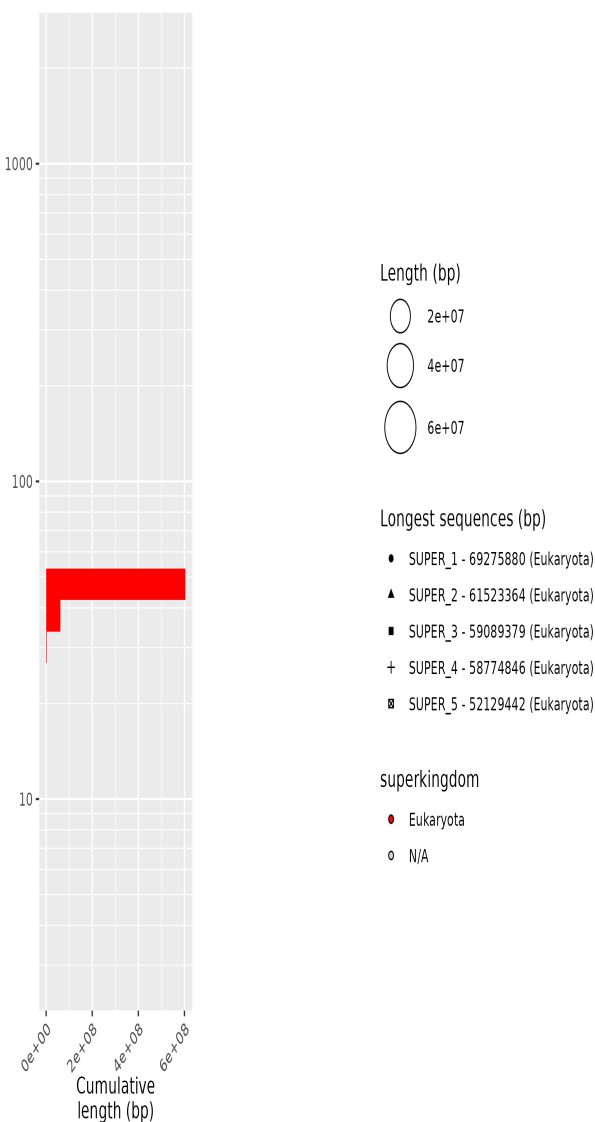 1000
100
10
0e+00
2e+08
4e+08
6e+08
Cumulative
length (bp)
Length (bp)
2e+07
4e+07
6e+07
Longest sequences (bp)
SUPER_1 - 69275880 (Eukaryota)
SUPER_2 - 61523364 (Eukaryota)
SUPER_3 - 59089379 (Eukaryota)
SUPER_4 - 58774846 (Eukaryota)
SUPER_5 - 52129442 (Eukaryota)
superkingdom
Eukaryota
N/A